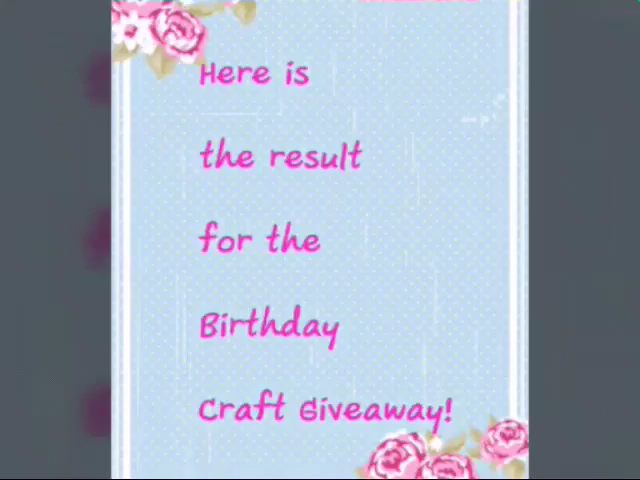 Here is
the result
for the
Birthday
Craft Giveaway!